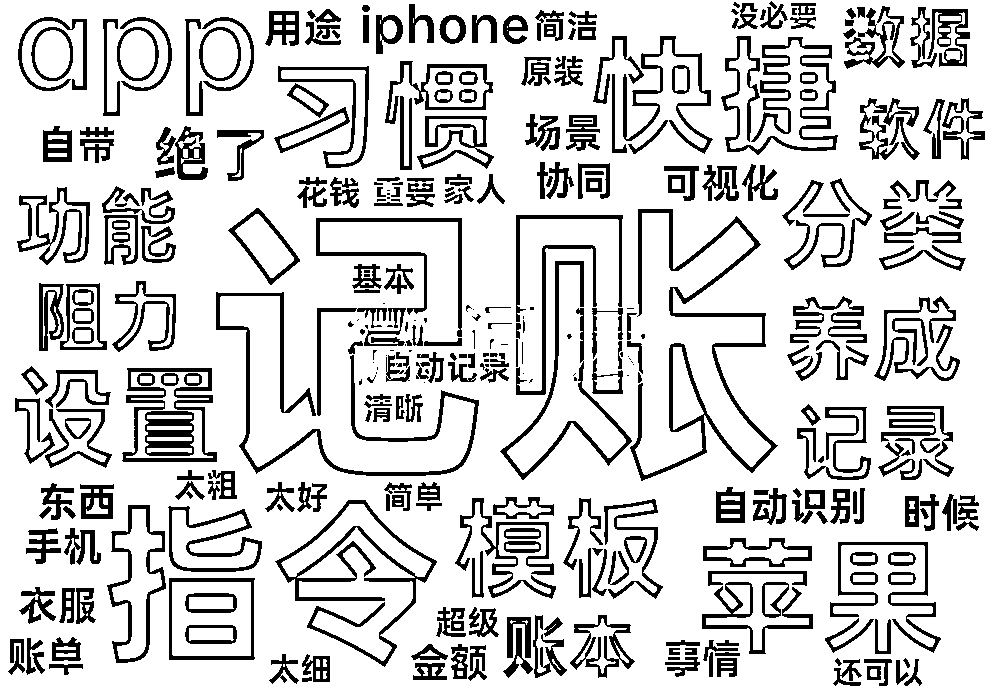 app
用途
iphone
简洁
没必要
数据
习惯
原装
快捷
自带
绝了
场景
软件
花钱
重要
家人
协同
可视化
功能
分类
记账
基本
阻力
养成
自动记录
清晰
设置
记录
东西
太粗
太好
简单
模板
自动识别
时候
手机
指令
苹果
衣服
超级
账本
账单
太细
金额
事情
还可以